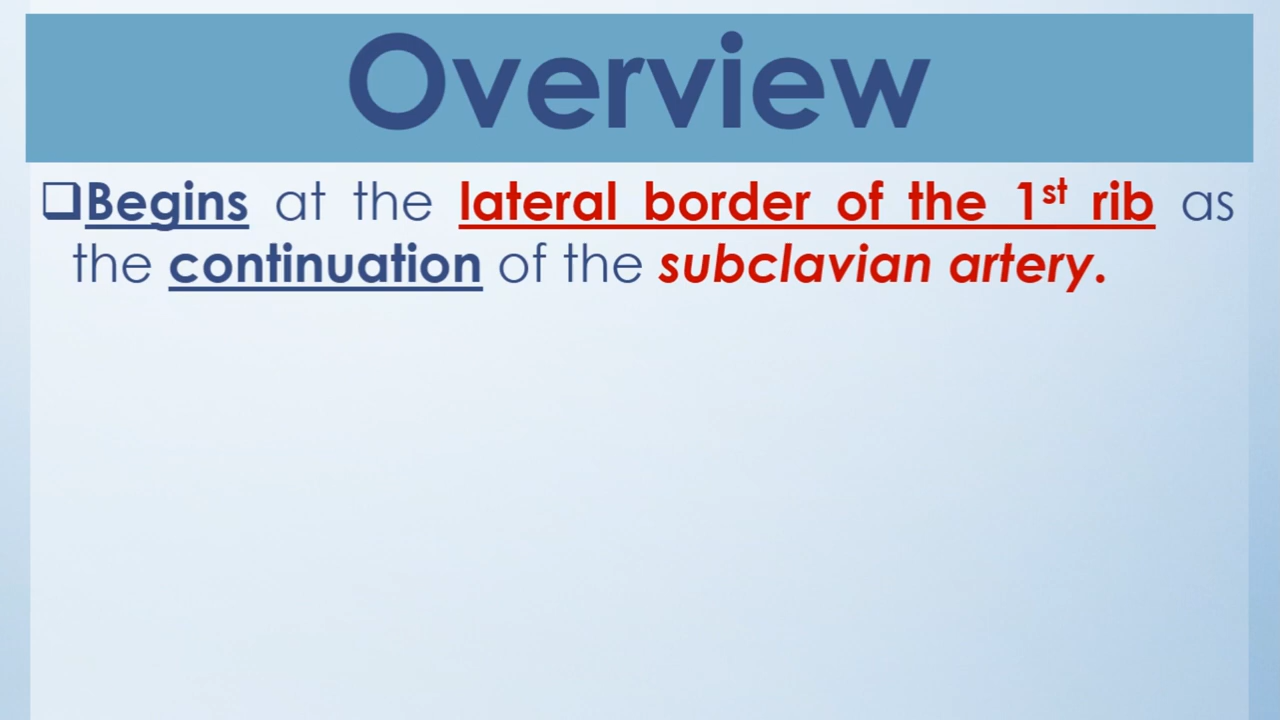 Overview
❑Begins at the lateral border of the 1st rib as
the continuation of the subclavian artery.